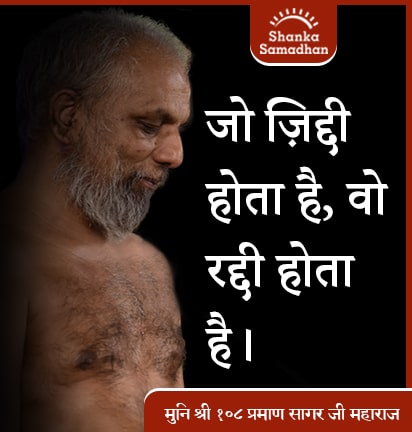 Shanka
Samadhan
जो ज़िद्दी
होता है, वो
रद्दी होता
है।
मुनि श्री १०८ प्रमाण सागर जी महाराज